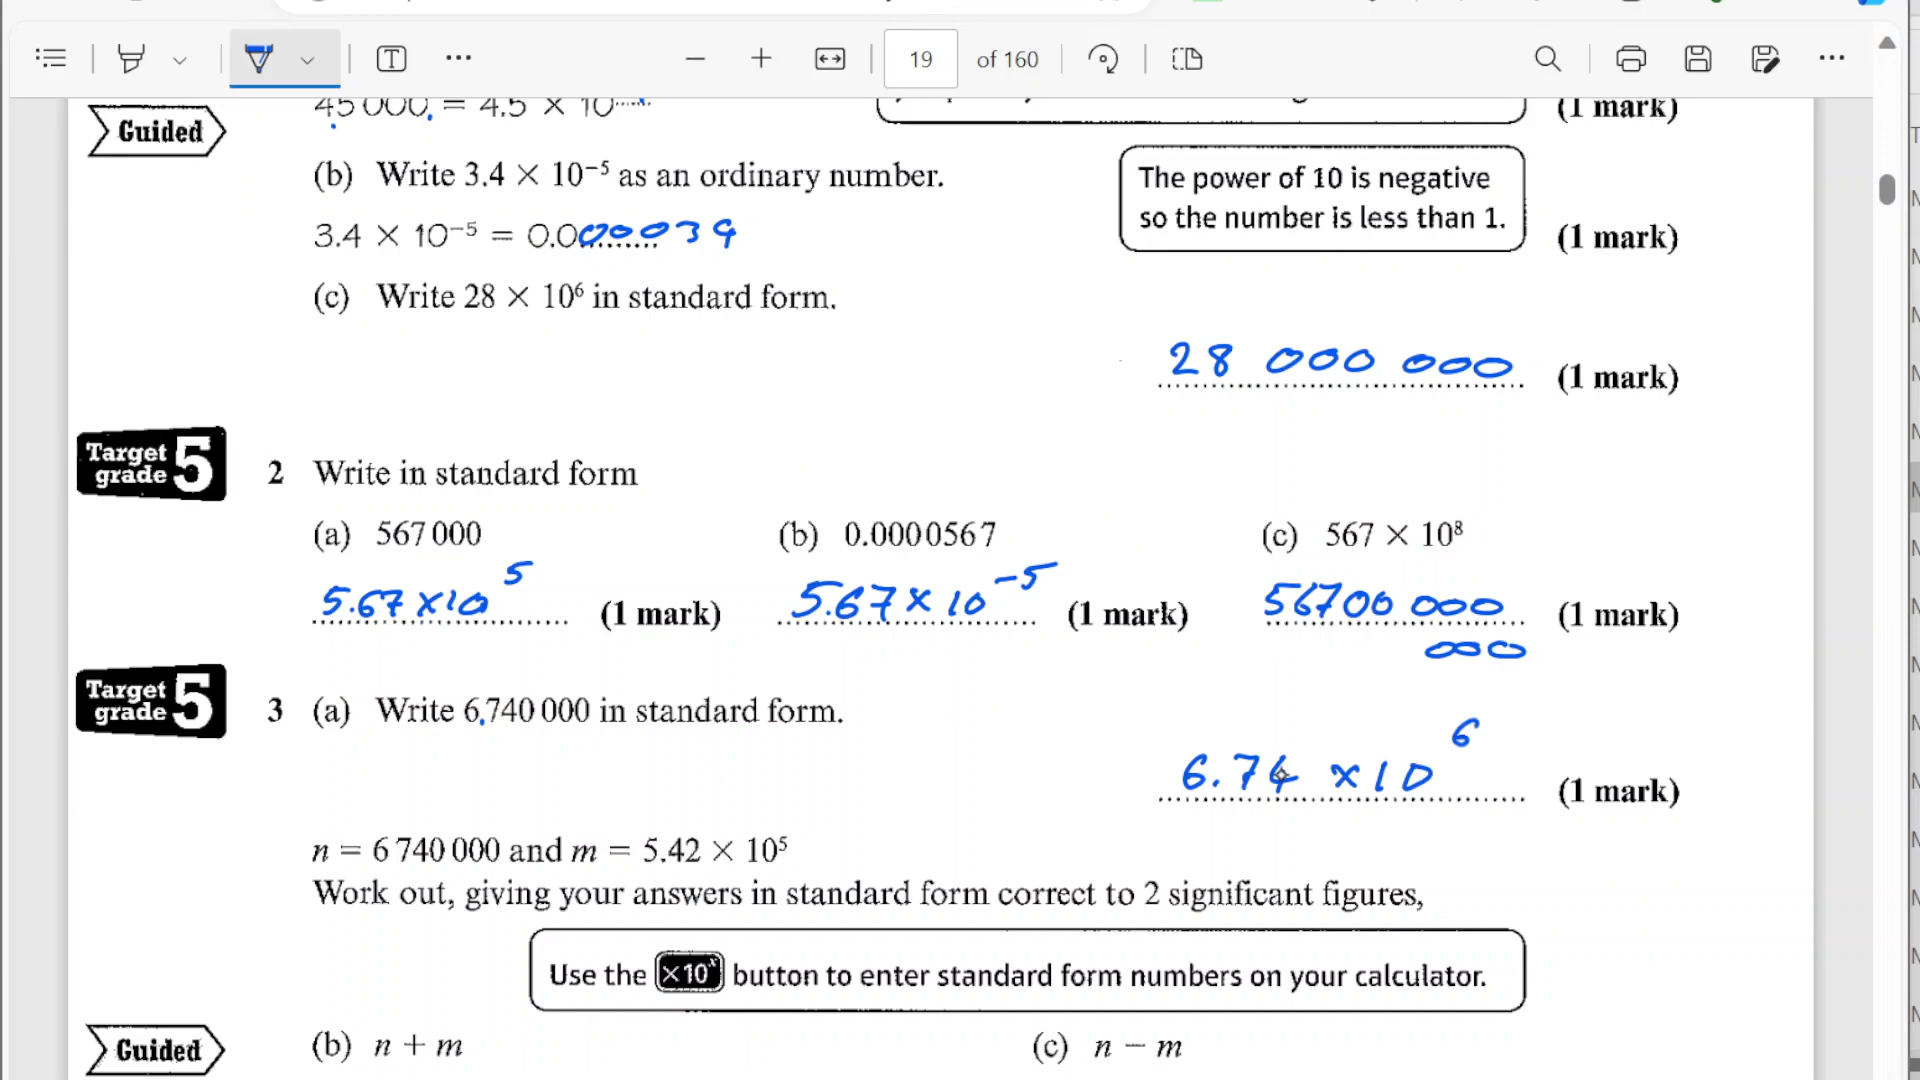 19 of 160
45 000 = 4.5 × 10
(1 mark)
Guided
(b) Write 3.4 × 10⁻⁵ as an ordinary number.
The power of 10 is negative
so the number is less than 1.
3.4 × 10⁻⁵ = 0.0000034
(1 mark)
(c) Write 28 × 10⁶ in standard form.
28 000 000
(1 mark)
Target grade 5
2 Write in standard form
(a) 567 000 (b) 0.0000567 (c) 567 × 10⁸
5.67 × 10⁵ (1 mark) 5.67 × 10⁻⁵ (1 mark) 56700 000 (1 mark)
000
Target grade 5
3 (a) Write 6,740 000 in standard form.
6.74 × 10⁶
(1 mark)
n = 6 740 000 and m = 5.42 × 10⁵
Work out, giving your answers in standard form correct to 2 significant figures,
Use the ×10ˣ button to enter standard form numbers on your calculator.
Guided
(b) n + m (c) n − m